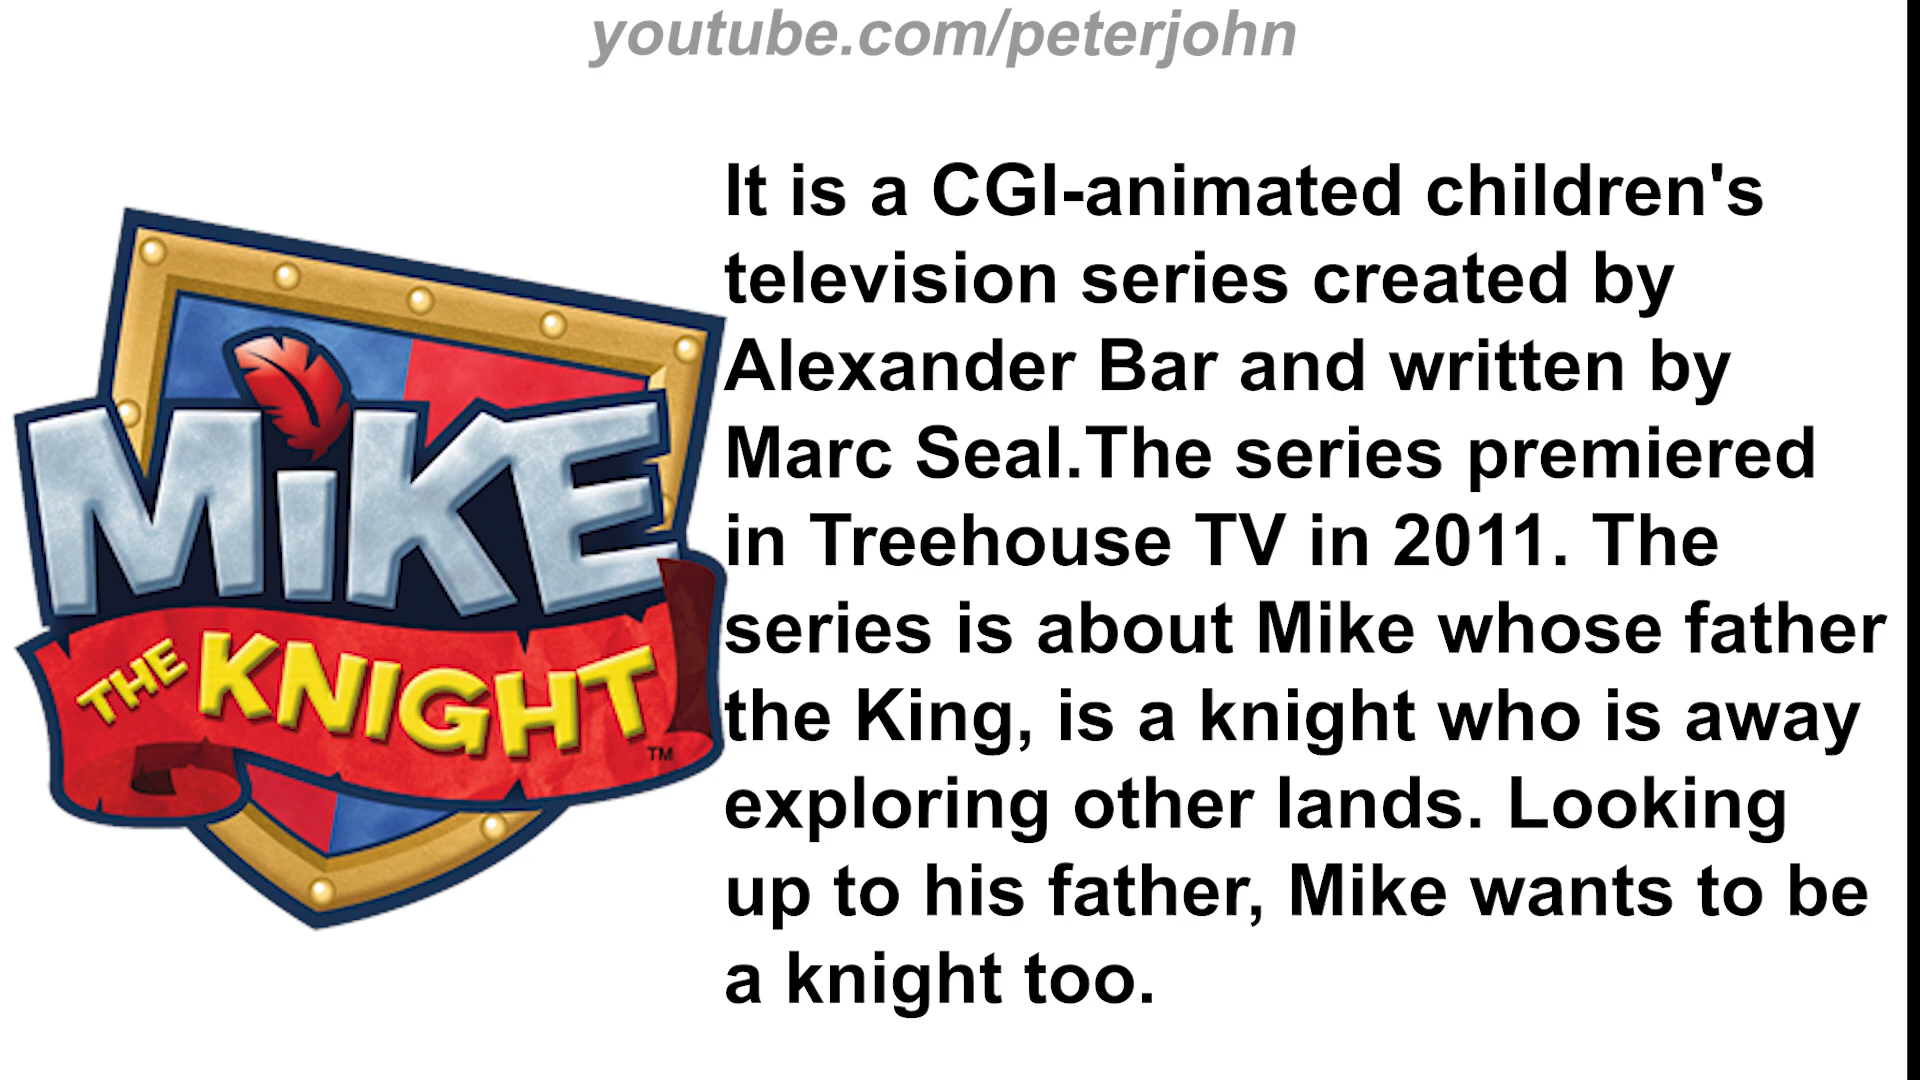 youtube.com/peterjohn
MiKE
THE KNIGHT
TM
It is a CGI-animated children's
television series created by
Alexander Bar and written by
Marc Seal.The series premiered
in Treehouse TV in 2011. The
series is about Mike whose father
the King, is a knight who is away
exploring other lands. Looking
up to his father, Mike wants to be
a knight too.